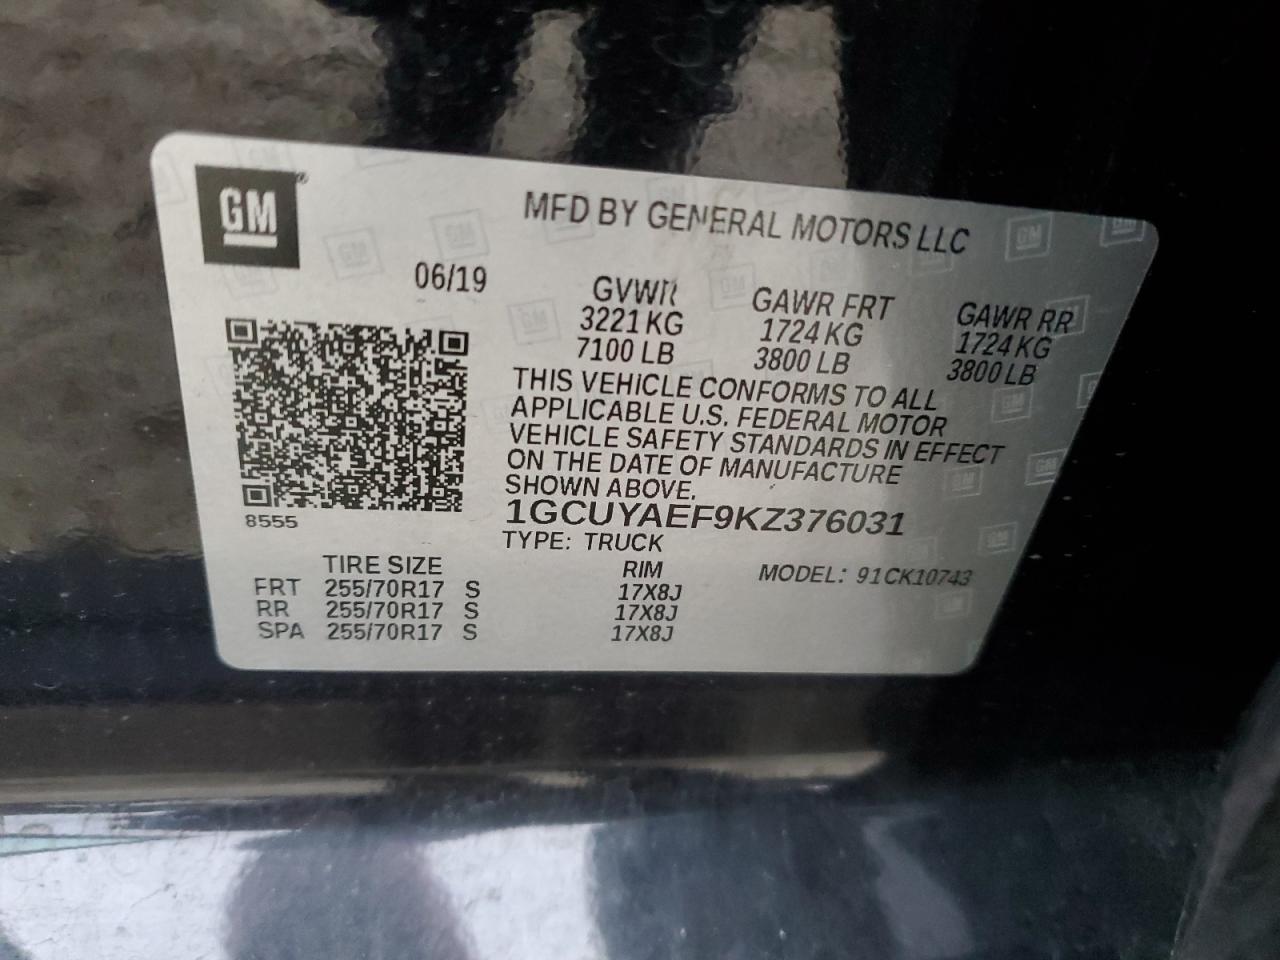 GM
MFD BY GENERAL MOTORS LLC
06/19
GVWR GAWR FRT GAWR RR
3221 KG 1724 KG 1724 KG
7100 LB 3800 LB 3800 LB
THIS VEHICLE CONFORMS TO ALL
APPLICABLE U.S. FEDERAL MOTOR
VEHICLE SAFETY STANDARDS IN EFFECT
ON THE DATE OF MANUFACTURE
SHOWN ABOVE.
8555
1GCUYAEF9KZ376031
TYPE: TRUCK
TIRE SIZE RIM MODEL: 91CK10743
FRT 255/70R17 S 17X8J
RR 255/70R17 S 17X8J
SPA 255/70R17 S 17X8J